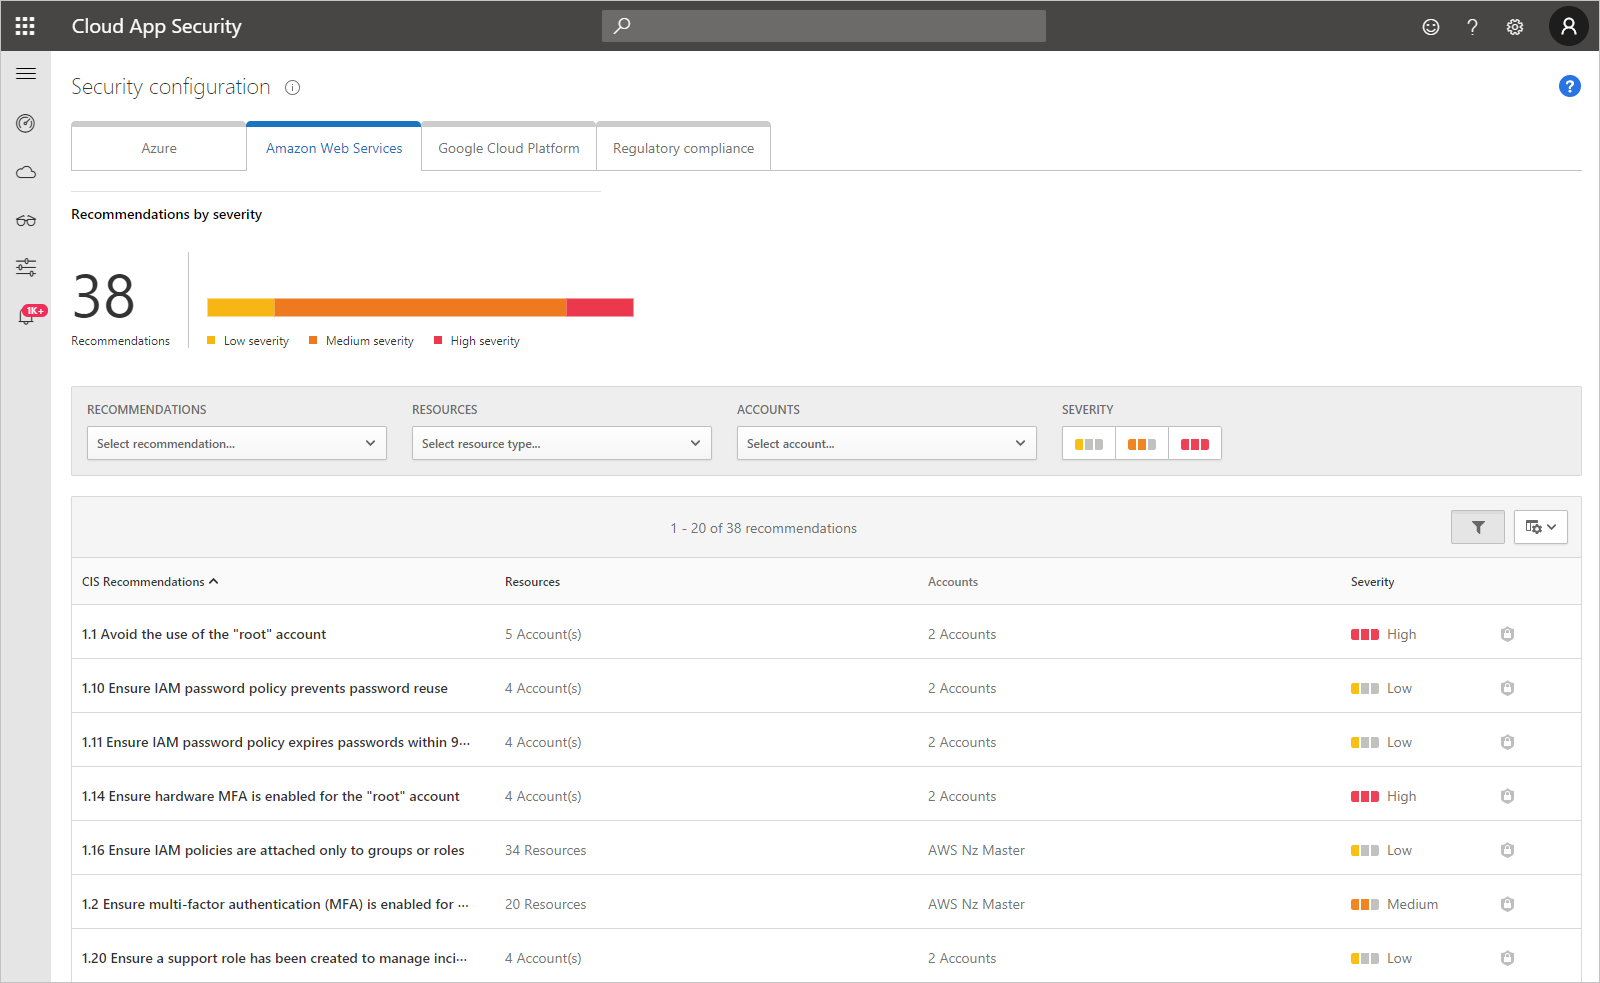 Cloud App Security
?
Security configuration
?
Azure
Amazon Web Services
Google Cloud Platform
Regulatory compliance
Recommendations by severity
38
Recommendations
Low severity
Medium severity
High severity
1K+
RECOMMENDATIONS
RESOURCES
ACCOUNTS
SEVERITY
Select recommendation...
Select resource type...
Select account...
1 - 20 of 38 recommendations
CIS Recommendations
Resources
Accounts
Severity
1.1 Avoid the use of the "root" account
5 Account(s)
2 Accounts
High
1.10 Ensure IAM password policy prevents password reuse
4 Account(s)
2 Accounts
Low
1.11 Ensure IAM password policy expires passwords within 9...
4 Account(s)
2 Accounts
Low
1.14 Ensure hardware MFA is enabled for the "root" account
4 Account(s)
2 Accounts
High
1.16 Ensure IAM policies are attached only to groups or roles
34 Resources
AWS Nz Master
Low
1.2 Ensure multi-factor authentication (MFA) is enabled for ...
20 Resources
AWS Nz Master
Medium
1.20 Ensure a support role has been created to manage inci...
4 Account(s)
2 Accounts
Low